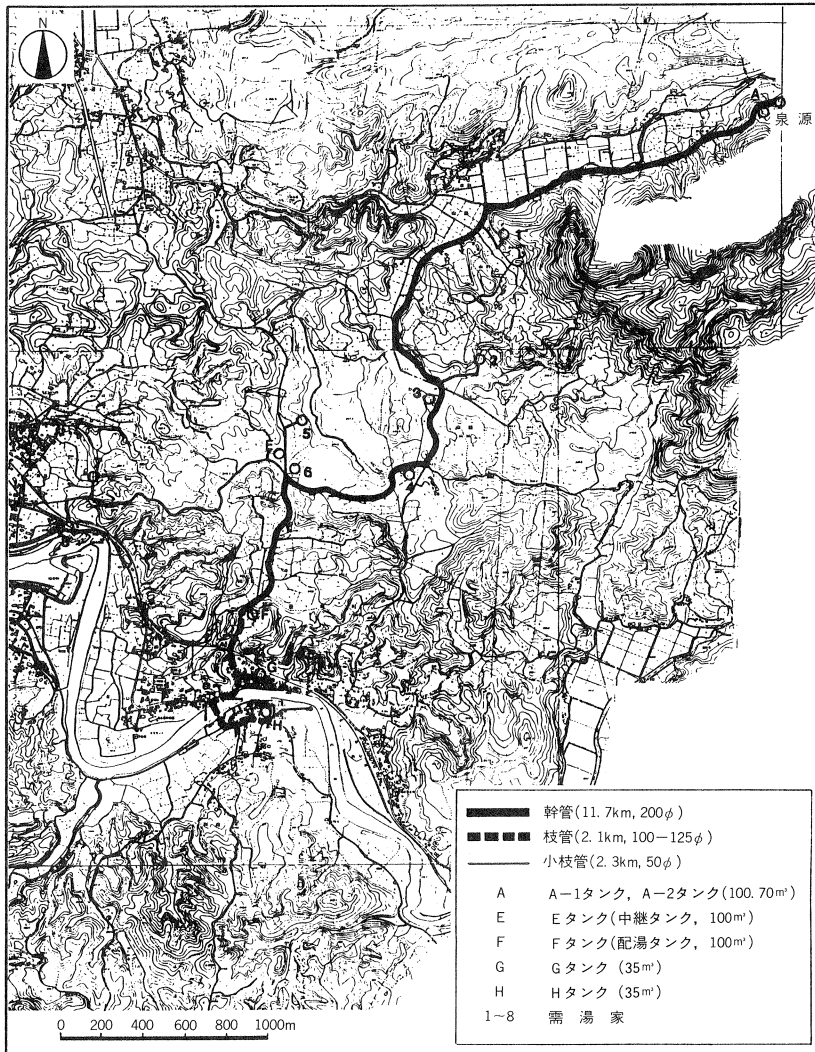 N
A
泉源
1
2
3
4
5
E
6
F
G
H
幹管(11.7km, 200φ)
枝管(2.1km, 100－125φ)
小枝管(2.3km, 50φ)
A A－1タンク, A－2タンク(100.70㎥)
E Eタンク(中継タンク, 100㎥)
F Fタンク(配湯タンク, 100㎥)
G Gタンク (35㎥)
H Hタンク (35㎥)
1~8 需湯家
0 200 400 600 800 1000m